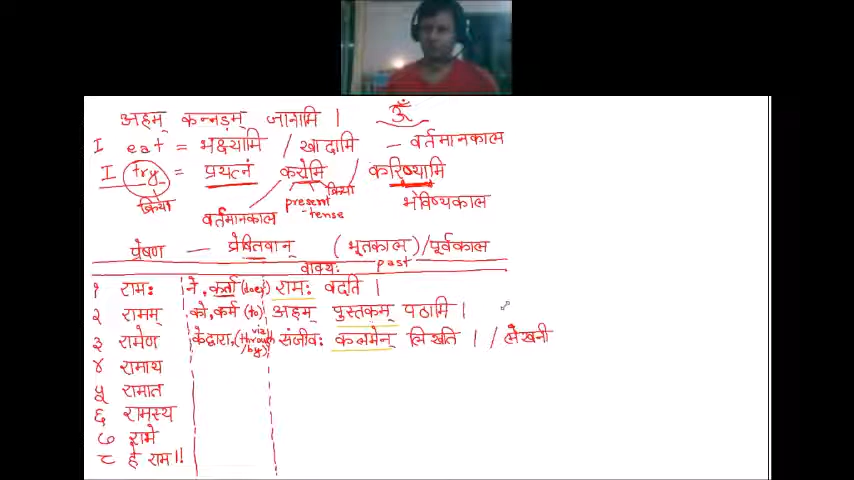 अहम् कन्नड़म् जानामि । ॐ
I eat = भक्ष्यामि / खादामि – वर्तमानकाल
I try = प्रयत्नं करोमि करिष्यामि
क्रिया present क्रिया भविष्यकाल
वर्तमानकाल -tense
प्रेषण – प्रेषितवान् (भूतकाल)/पूर्वकाल
वाक्यः past
१ रामः ने, कर्ता (doer) रामः वदति ।
२ रामम् को, कर्म (to) अहम् पुस्तकम् पठामि ।
३ रामेण के द्वारा, (via through /by) संजीवः कलमेन् लिखति । / लेखनी
४ रामाय
५ रामात
६ रामस्य
७ रामे
८ हे राम!!